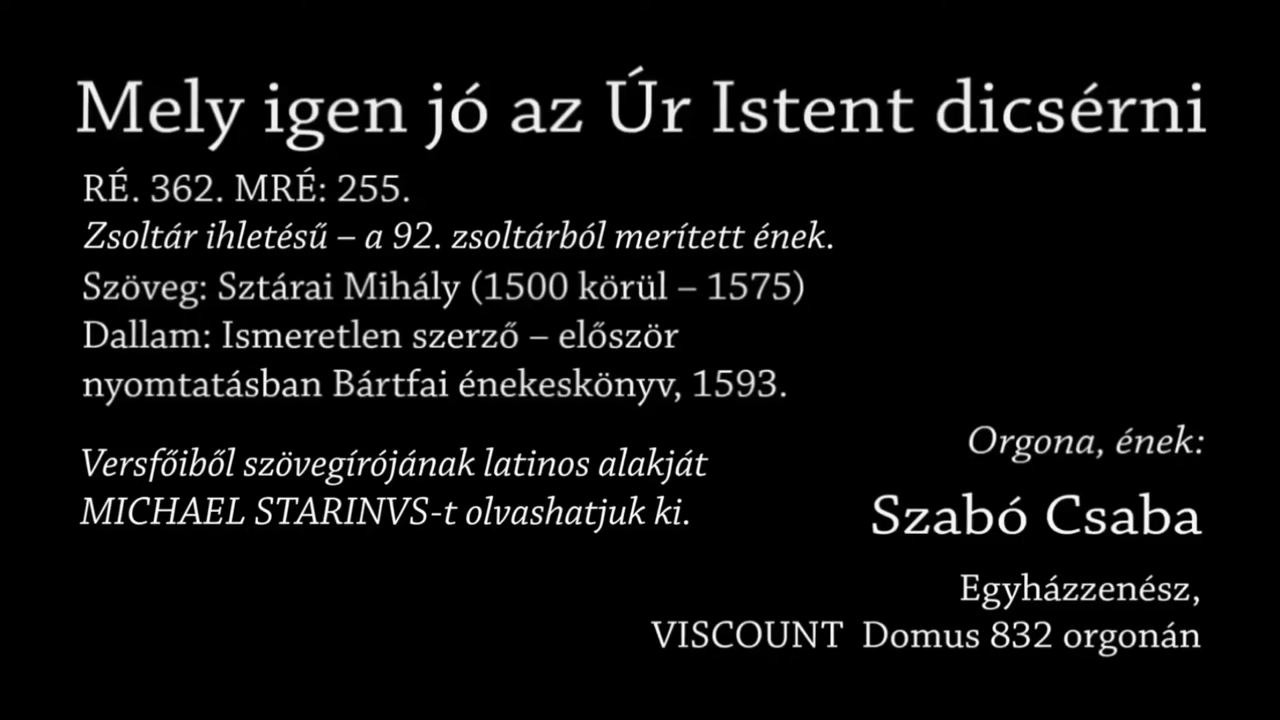 Mely igen jó az Úr Istent dicsérni
RÉ. 362. MRÉ: 255.
Zsoltár ihletésű – a 92. zsoltárból merített ének.
Szöveg: Sztárai Mihály (1500 körül – 1575)
Dallam: Ismeretlen szerző – először
nyomtatásban Bártfai énekeskönyv, 1593.
Versfőiből szövegírójának latinos alakját
MICHAEL STARINVS-t olvashatjuk ki.
Orgona, ének:
Szabó Csaba
Egyházzenész,
VISCOUNT Domus 832 orgonán